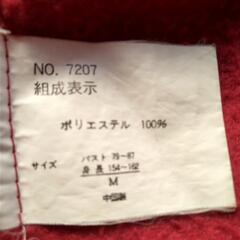 NO. 7207
組成表示
ポリエステル 100%
サイズ
バスト 79-87
身長 154-162
M
中国製